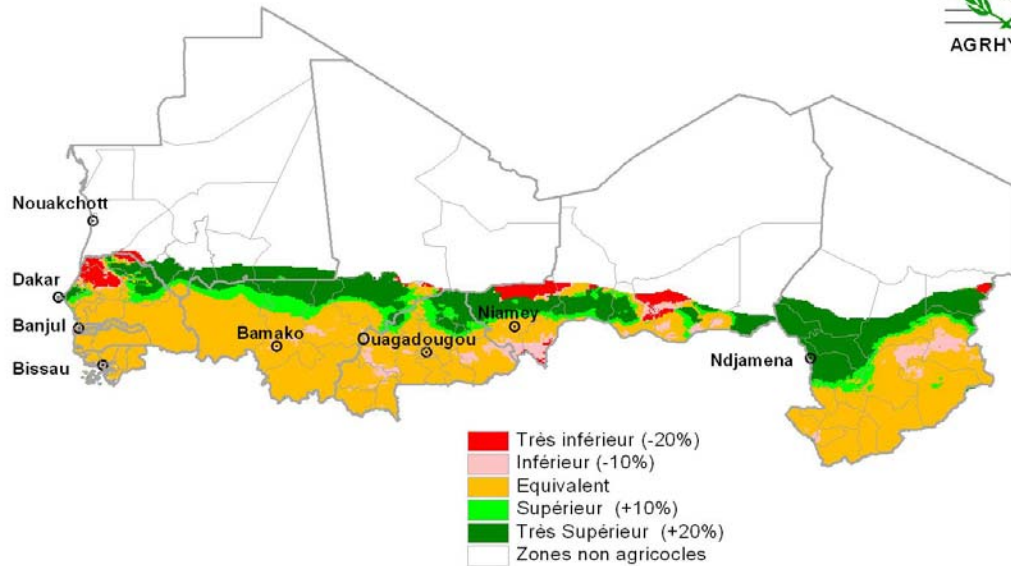 AGRHY
Nouakchott
Dakar
Banjul
Bissau
Bamako
Ouagadougou
Niamey
Ndjamena
Très inférieur (-20%)
Inférieur (-10%)
Equivalent
Supérieur (+10%)
Très Supérieur (+20%)
Zones non agricocles